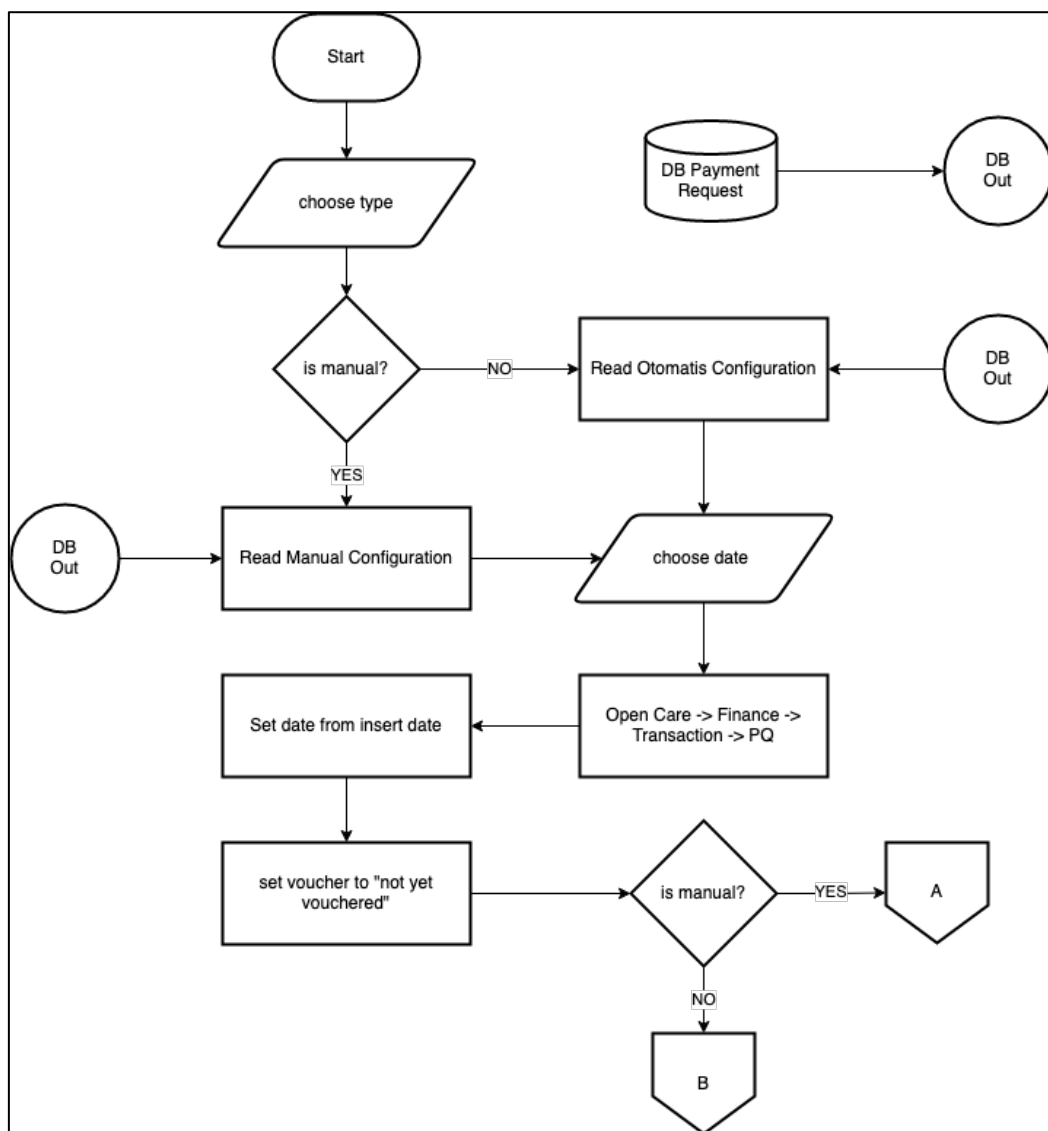 Start
choose type
DB Payment
Request
DB
Out
is manual?
NO
Read Otomatis Configuration
DB
Out
YES
DB
Out
Read Manual Configuration
choose date
Set date from insert date
Open Care -> Finance ->
Transaction -> PQ
set voucher to "not yet
vouchered"
is manual?
YES
A
NO
B